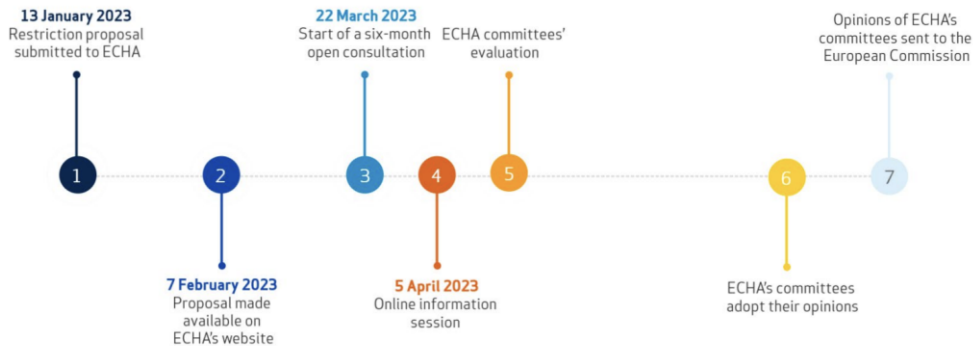 13 January 2023
Restriction proposal
submitted to ECHA
22 March 2023
Start of a six-month
open consultation
ECHA committees'
evaluation
Opinions of ECHA's
committees sent to the
European Commission
1
2
3
4
5
6
7
7 February 2023
Proposal made
available on
ECHA's website
5 April 2023
Online information
session
ECHA's committees
adopt their opinions